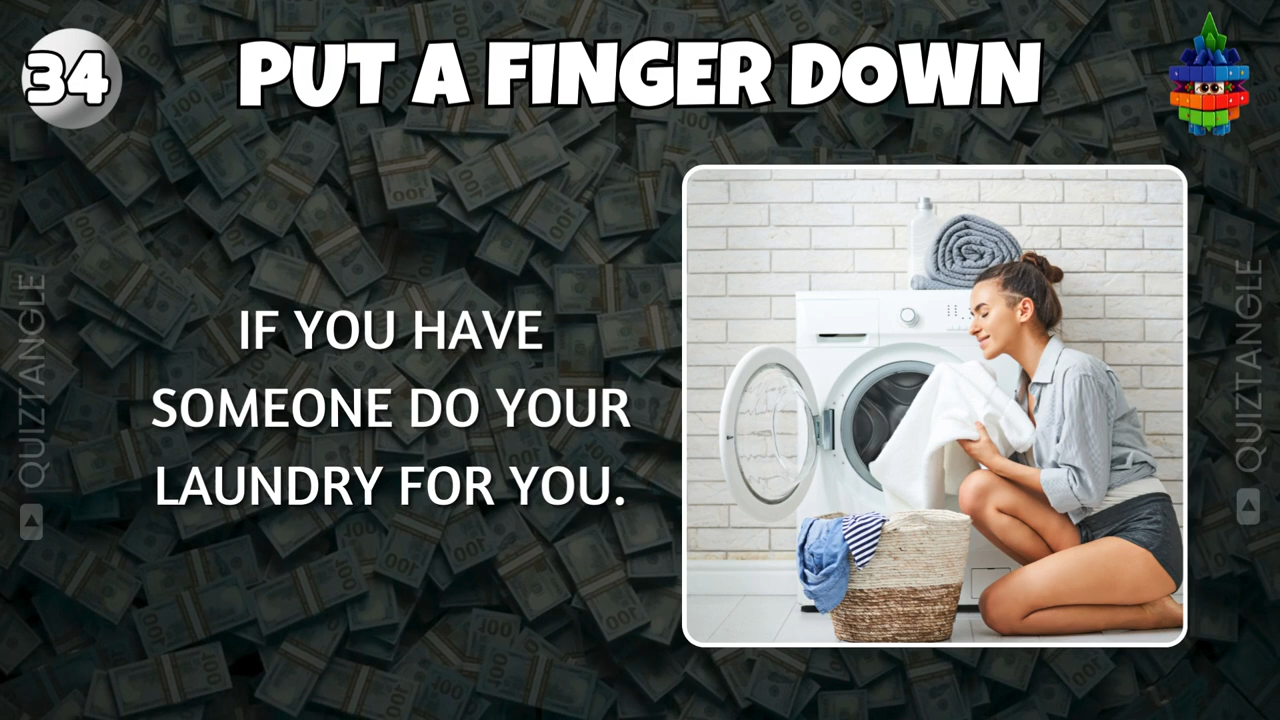 34
PUT A FINGER DOWN
IF YOU HAVE
SOMEONE DO YOUR
LAUNDRY FOR YOU.
QUIZTANGLE
QUIZTANGLE